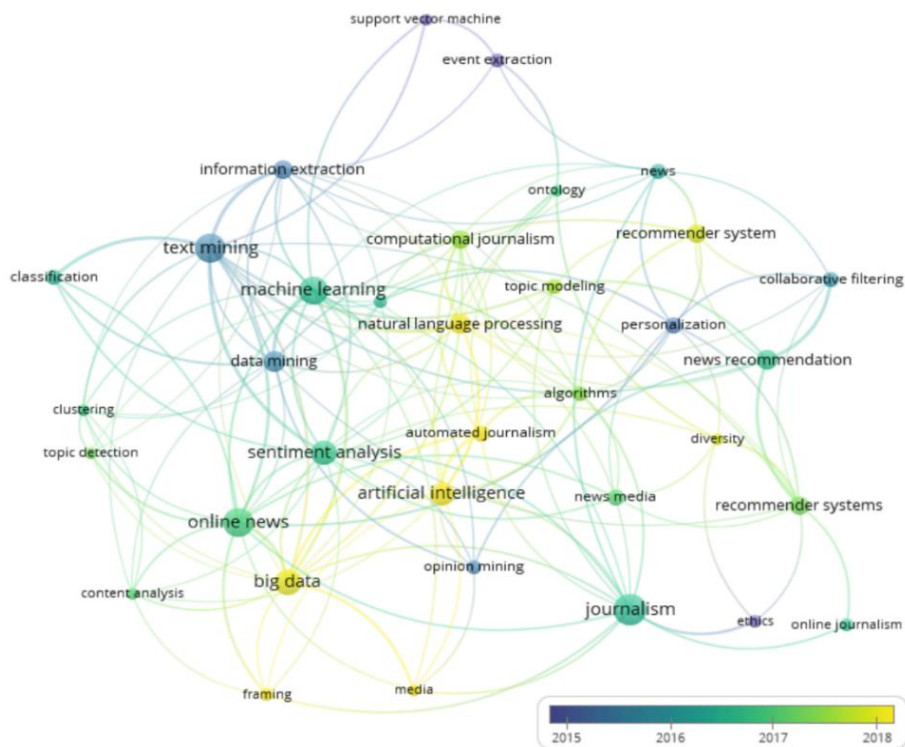 support vector machine
event extraction
information extraction
news
ontology
text mining
computational journalism
recommender system
classification
machine learning
topic modeling
collaborative filtering
natural language processing
personalization
data mining
news recommendation
algorithms
clustering
automated journalism
diversity
topic detection
sentiment analysis
artificial intelligence
news media
recommender systems
online news
opinion mining
big data
content analysis
journalism
ethics
online journalism
framing
media
2015 2016 2017 2018